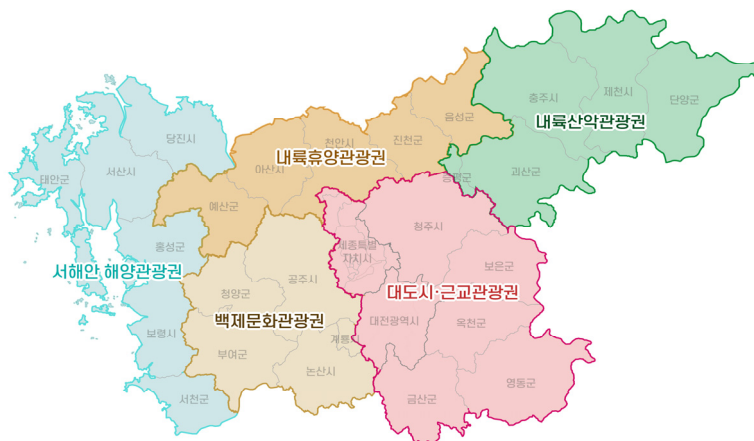 음성군
충주시
제천시
단양군
당진시
천안시
진천군
내륙산악관광권
내륙휴양관광권
아산시
태안군
서산시
증평군
괴산군
예산군
청주시
홍성군
세종특별
자치시
서해안 해양관광권
공주시
보은군
청양군
대도시·근교관광권
백제문화관광권
대전광역시
옥천군
보령시
계룡
부여군
논산시
서천군
금산군
영동군